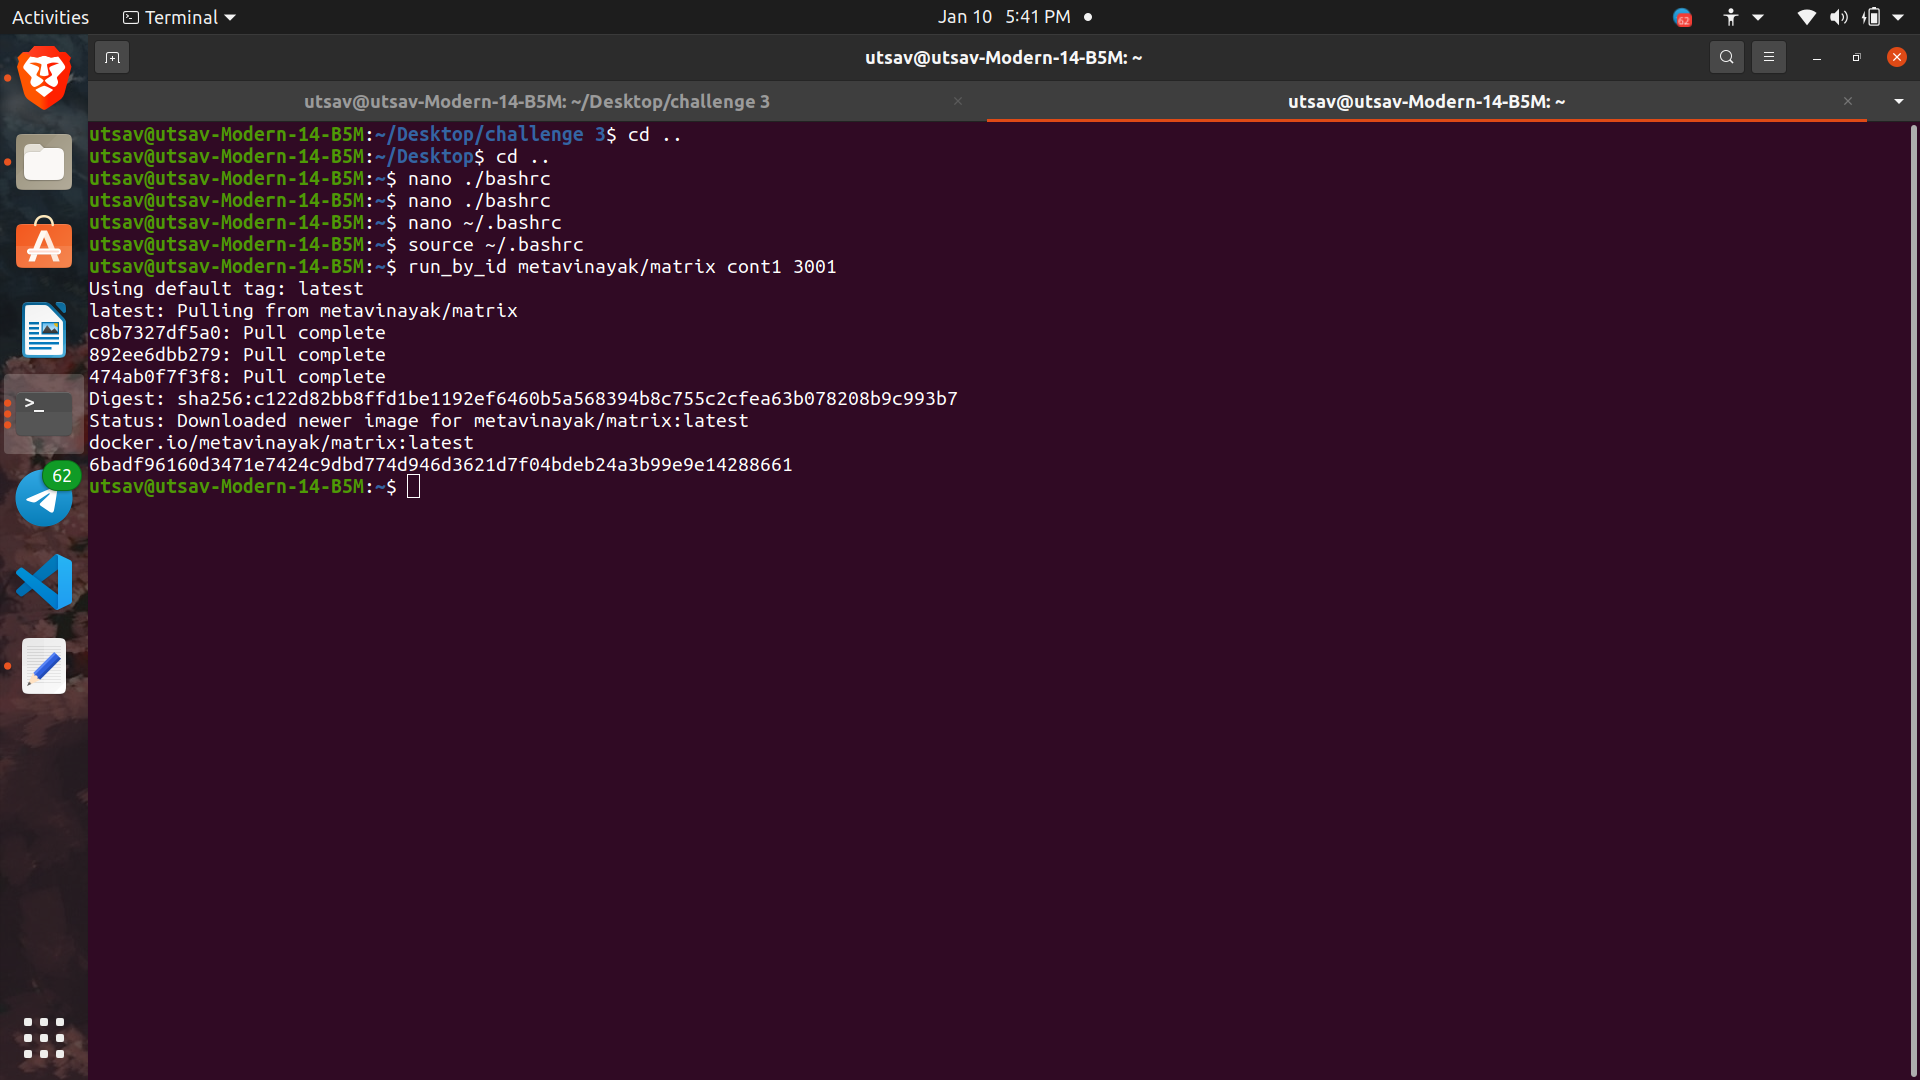 Activities
Terminal
Jan 10 5:41 PM
62
utsav@utsav-Modern-14-B5M: ~
utsav@utsav-Modern-14-B5M: ~/Desktop/challenge 3
utsav@utsav-Modern-14-B5M: ~
utsav@utsav-Modern-14-B5M:~/Desktop/challenge 3$ cd ..
utsav@utsav-Modern-14-B5M:~/Desktop$ cd ..
utsav@utsav-Modern-14-B5M:~$ nano ./bashrc
utsav@utsav-Modern-14-B5M:~$ nano ./bashrc
utsav@utsav-Modern-14-B5M:~$ nano ~/.bashrc
utsav@utsav-Modern-14-B5M:~$ source ~/.bashrc
utsav@utsav-Modern-14-B5M:~$ run_by_id metavinayak/matrix cont1 3001
Using default tag: latest
latest: Pulling from metavinayak/matrix
c8b7327df5a0: Pull complete
892ee6dbb279: Pull complete
474ab0f7f3f8: Pull complete
Digest: sha256:c122d82bb8ffd1be1192ef6460b5a568394b8c755c2cfea63b078208b9c993b7
Status: Downloaded newer image for metavinayak/matrix:latest
docker.io/metavinayak/matrix:latest
6badf96160d3471e7424c9dbd774d946d3621d7f04bdeb24a3b99e9e14288661
utsav@utsav-Modern-14-B5M:~$
62